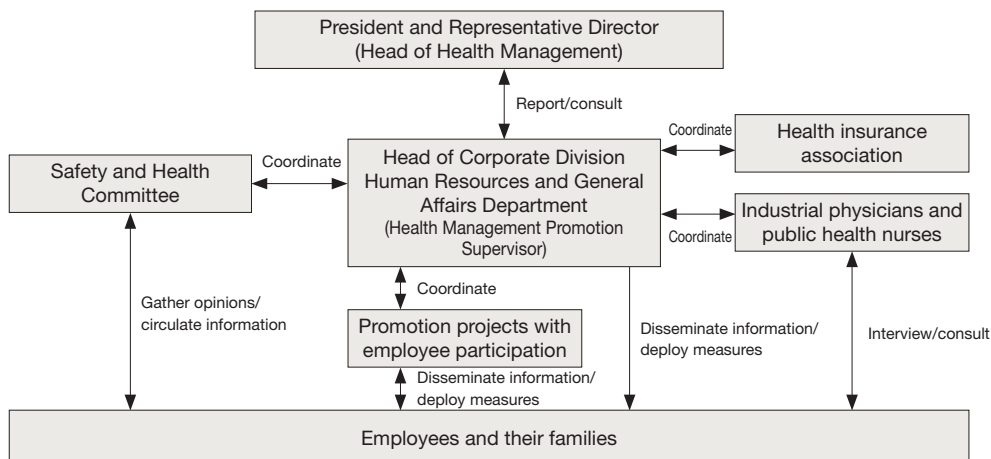 President and Representative Director
(Head of Health Management)
Report/consult
Coordinate
Health insurance
association
Safety and Health
Committee
Coordinate
Head of Corporate Division
Human Resources and General
Affairs Department
(Health Management Promotion
Supervisor)
Industrial physicians and
public health nurses
Coordinate
Gather opinions/
circulate information
Coordinate
Promotion projects with
employee participation
Disseminate information/
deploy measures
Interview/consult
Disseminate information/
deploy measures
Employees and their families